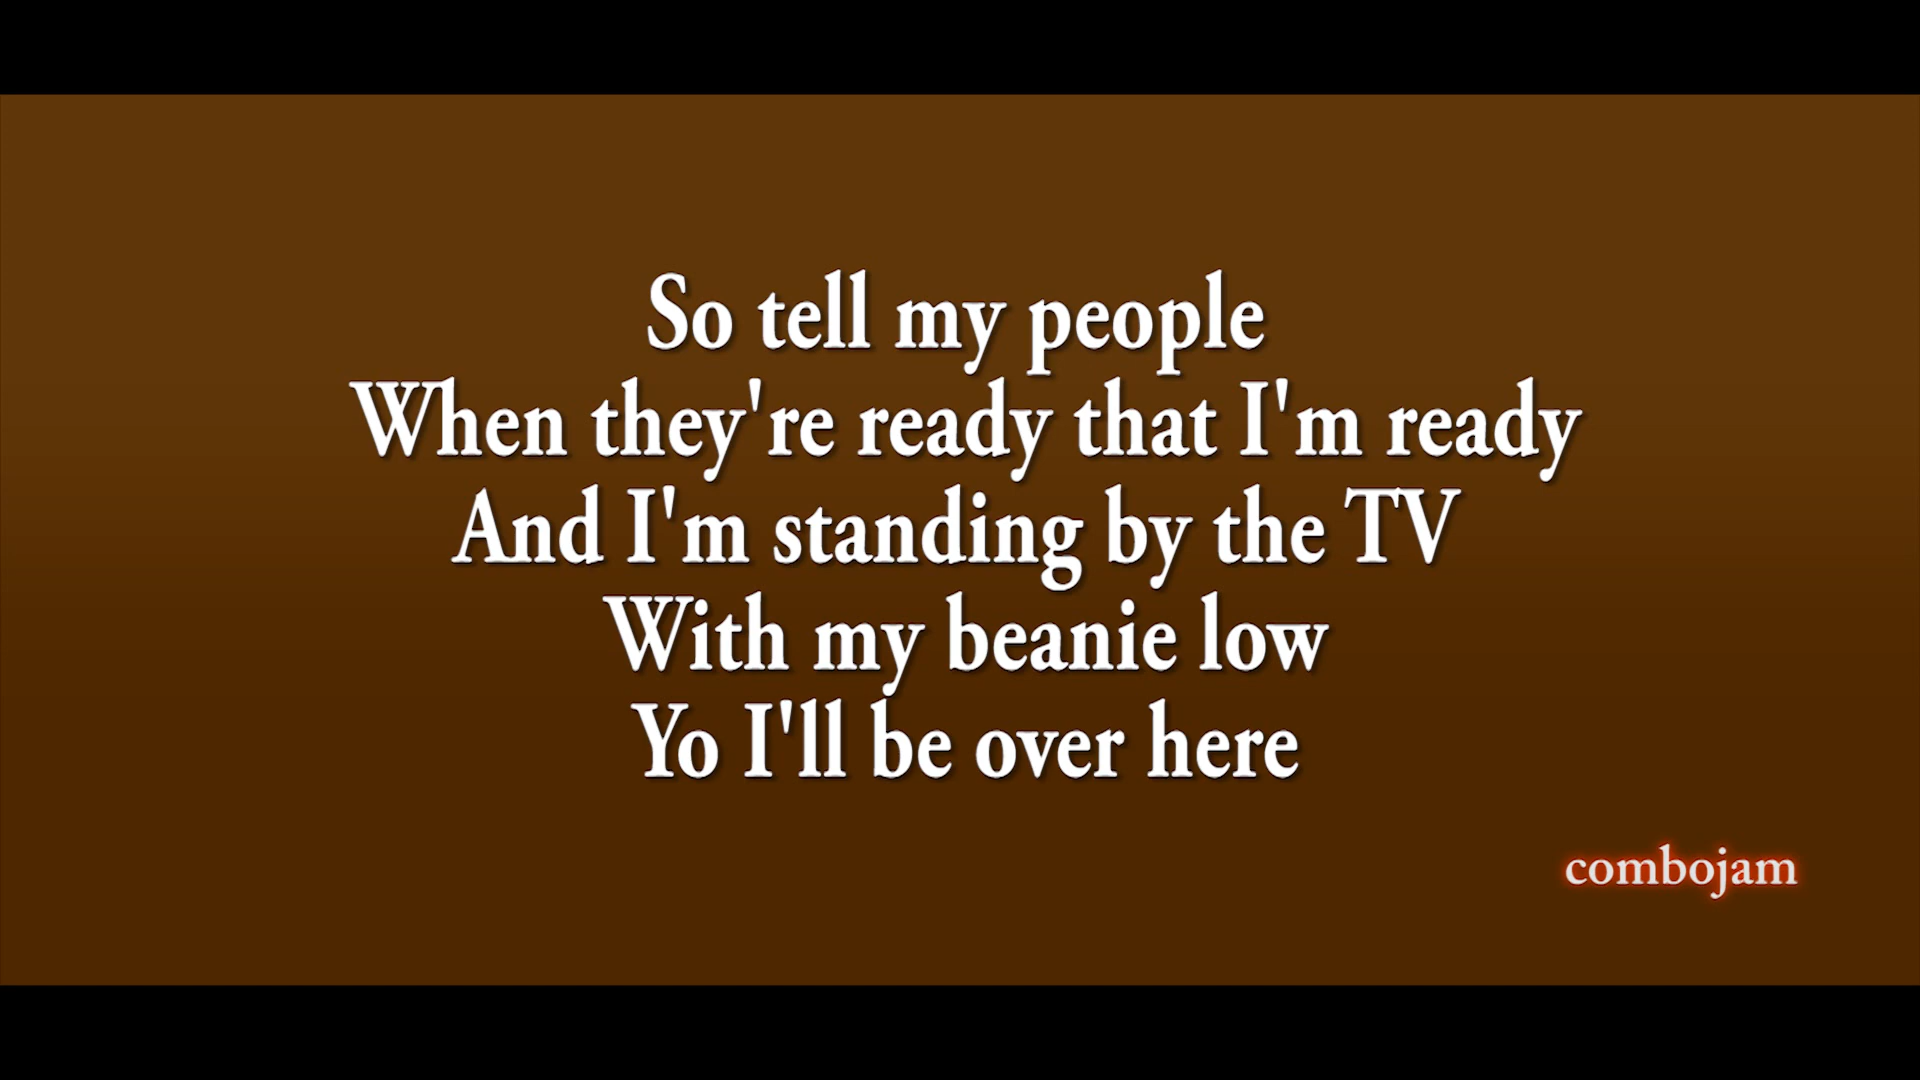 So tell my people
When they're ready that I'm ready
And I'm standing by the TV
With my beanie low
Yo I'll be over here
combojam